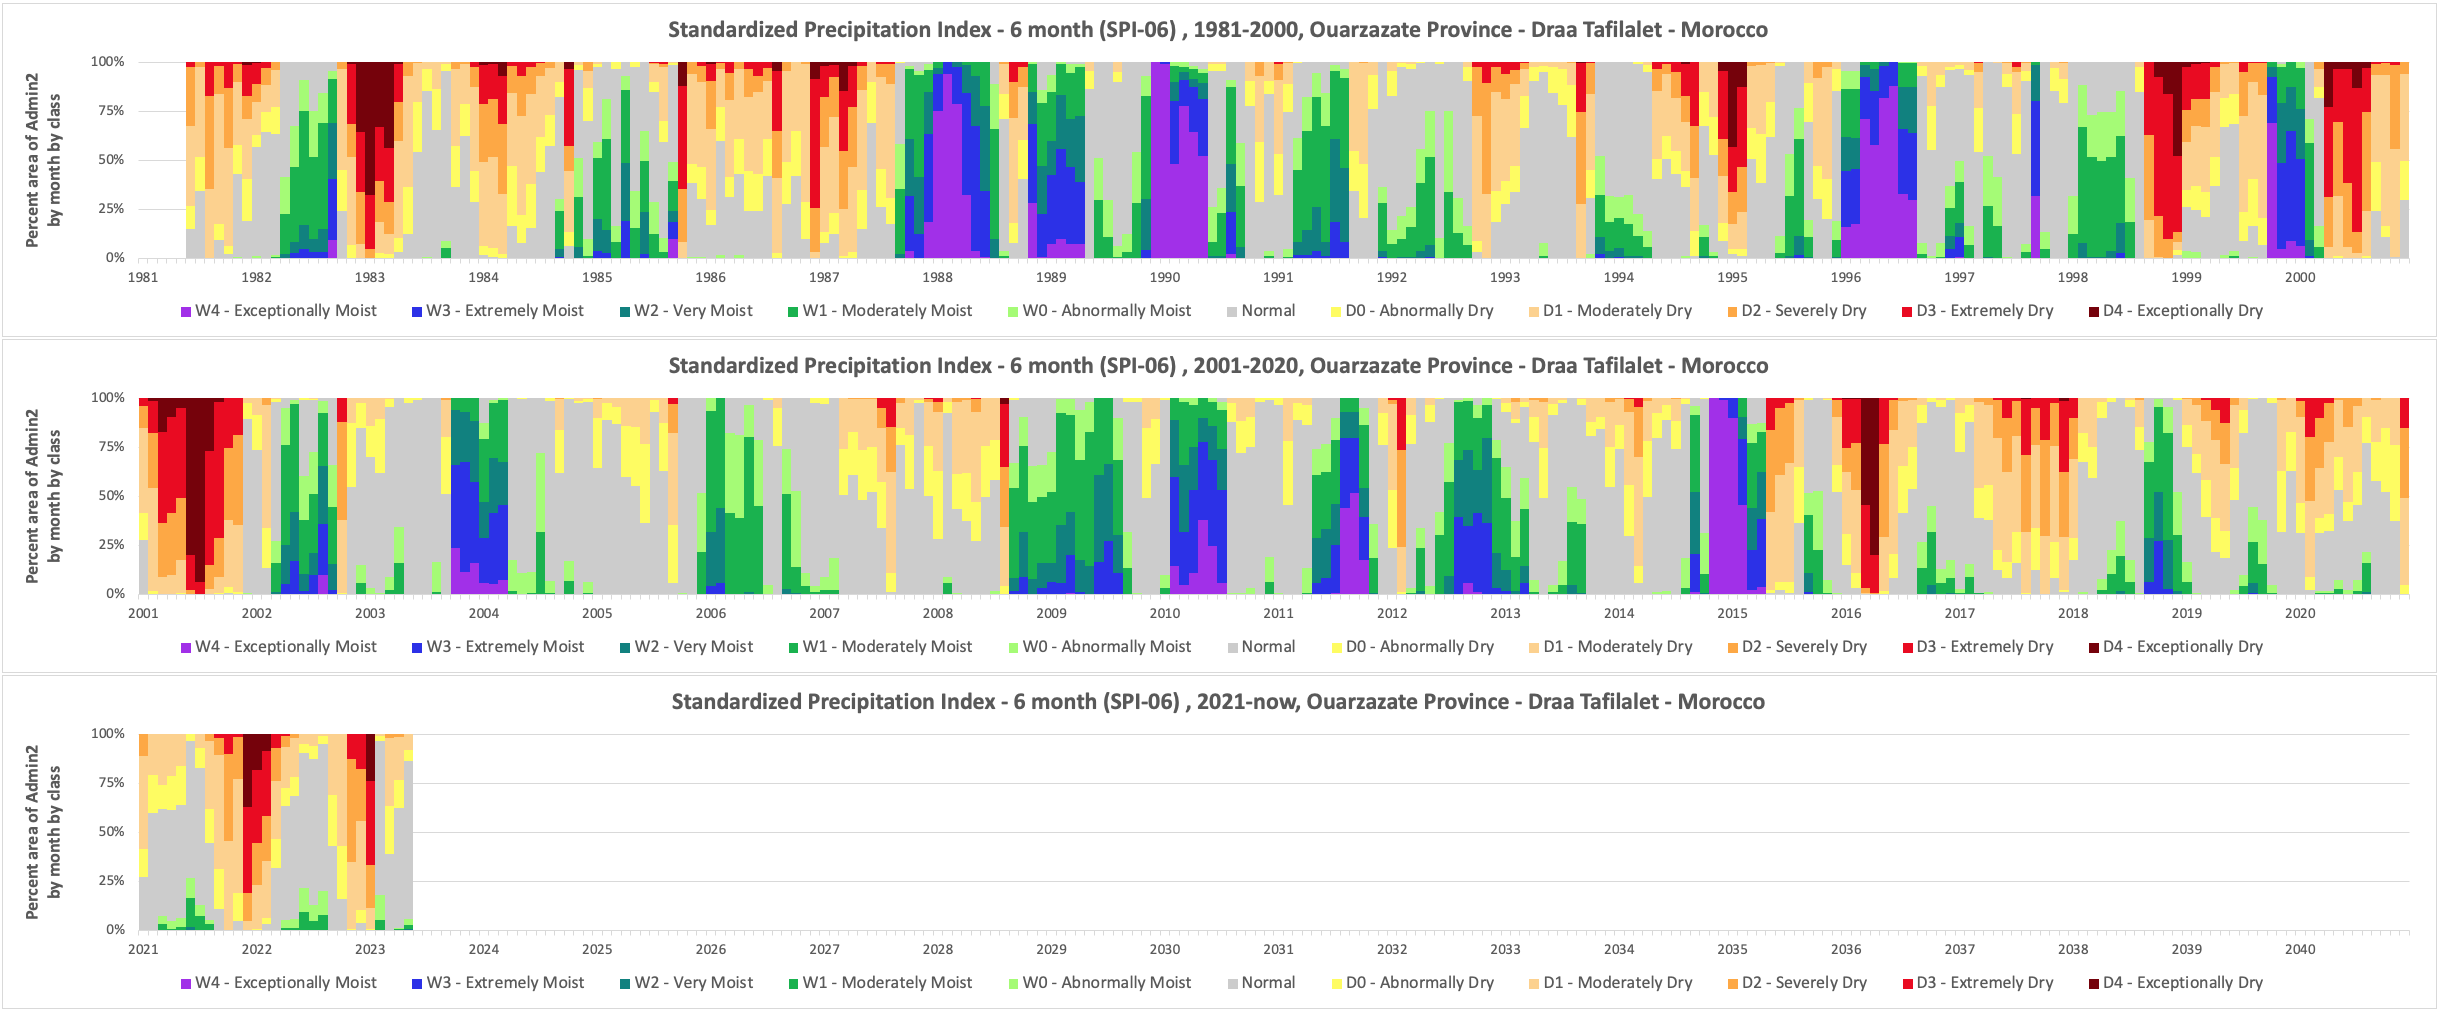 Standardized Precipitation Index - 6 month (SPI-06) , 1981-2000, Ouarzazate Province - Draa Tafilalet - Morocco
Percent area of Admin2
by month by class
100%
75%
50%
25%
0%
1981 1982 1983 1984 1985 1986 1987 1988 1989 1990 1991 1992 1993 1994 1995 1996 1997 1998 1999 2000
W4 - Exceptionally Moist W3 - Extremely Moist W2 - Very Moist W1 - Moderately Moist W0 - Abnormally Moist Normal D0 - Abnormally Dry D1 - Moderately Dry D2 - Severely Dry D3 - Extremely Dry D4 - Exceptionally Dry
Standardized Precipitation Index - 6 month (SPI-06) , 2001-2020, Ouarzazate Province - Draa Tafilalet - Morocco
Percent area of Admin2
by month by class
100%
75%
50%
25%
0%
2001 2002 2003 2004 2005 2006 2007 2008 2009 2010 2011 2012 2013 2014 2015 2016 2017 2018 2019 2020
W4 - Exceptionally Moist W3 - Extremely Moist W2 - Very Moist W1 - Moderately Moist W0 - Abnormally Moist Normal D0 - Abnormally Dry D1 - Moderately Dry D2 - Severely Dry D3 - Extremely Dry D4 - Exceptionally Dry
Standardized Precipitation Index - 6 month (SPI-06) , 2021-now, Ouarzazate Province - Draa Tafilalet - Morocco
Percent area of Admin2
by month by class
100%
75%
50%
25%
0%
2021 2022 2023 2024 2025 2026 2027 2028 2029 2030 2031 2032 2033 2034 2035 2036 2037 2038 2039 2040
W4 - Exceptionally Moist W3 - Extremely Moist W2 - Very Moist W1 - Moderately Moist W0 - Abnormally Moist Normal D0 - Abnormally Dry D1 - Moderately Dry D2 - Severely Dry D3 - Extremely Dry D4 - Exceptionally Dry